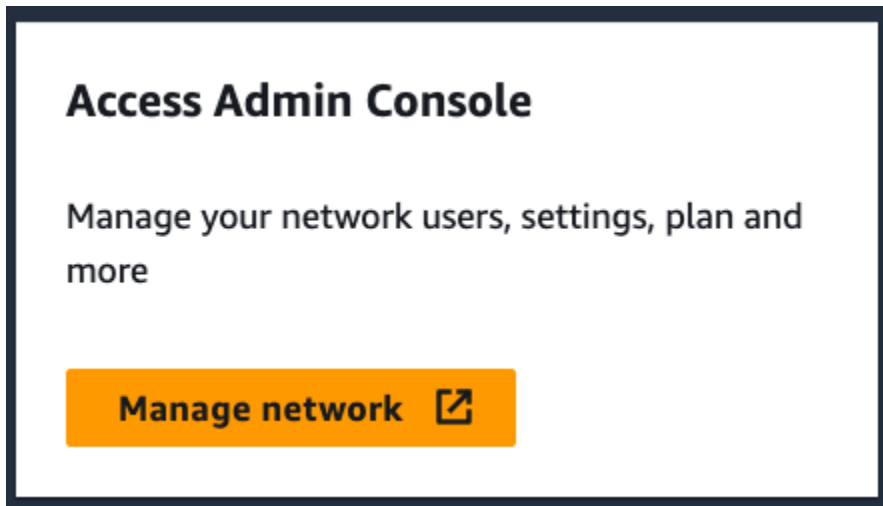 Access Admin Console
Manage your network users, settings, plan and
more
Manage network